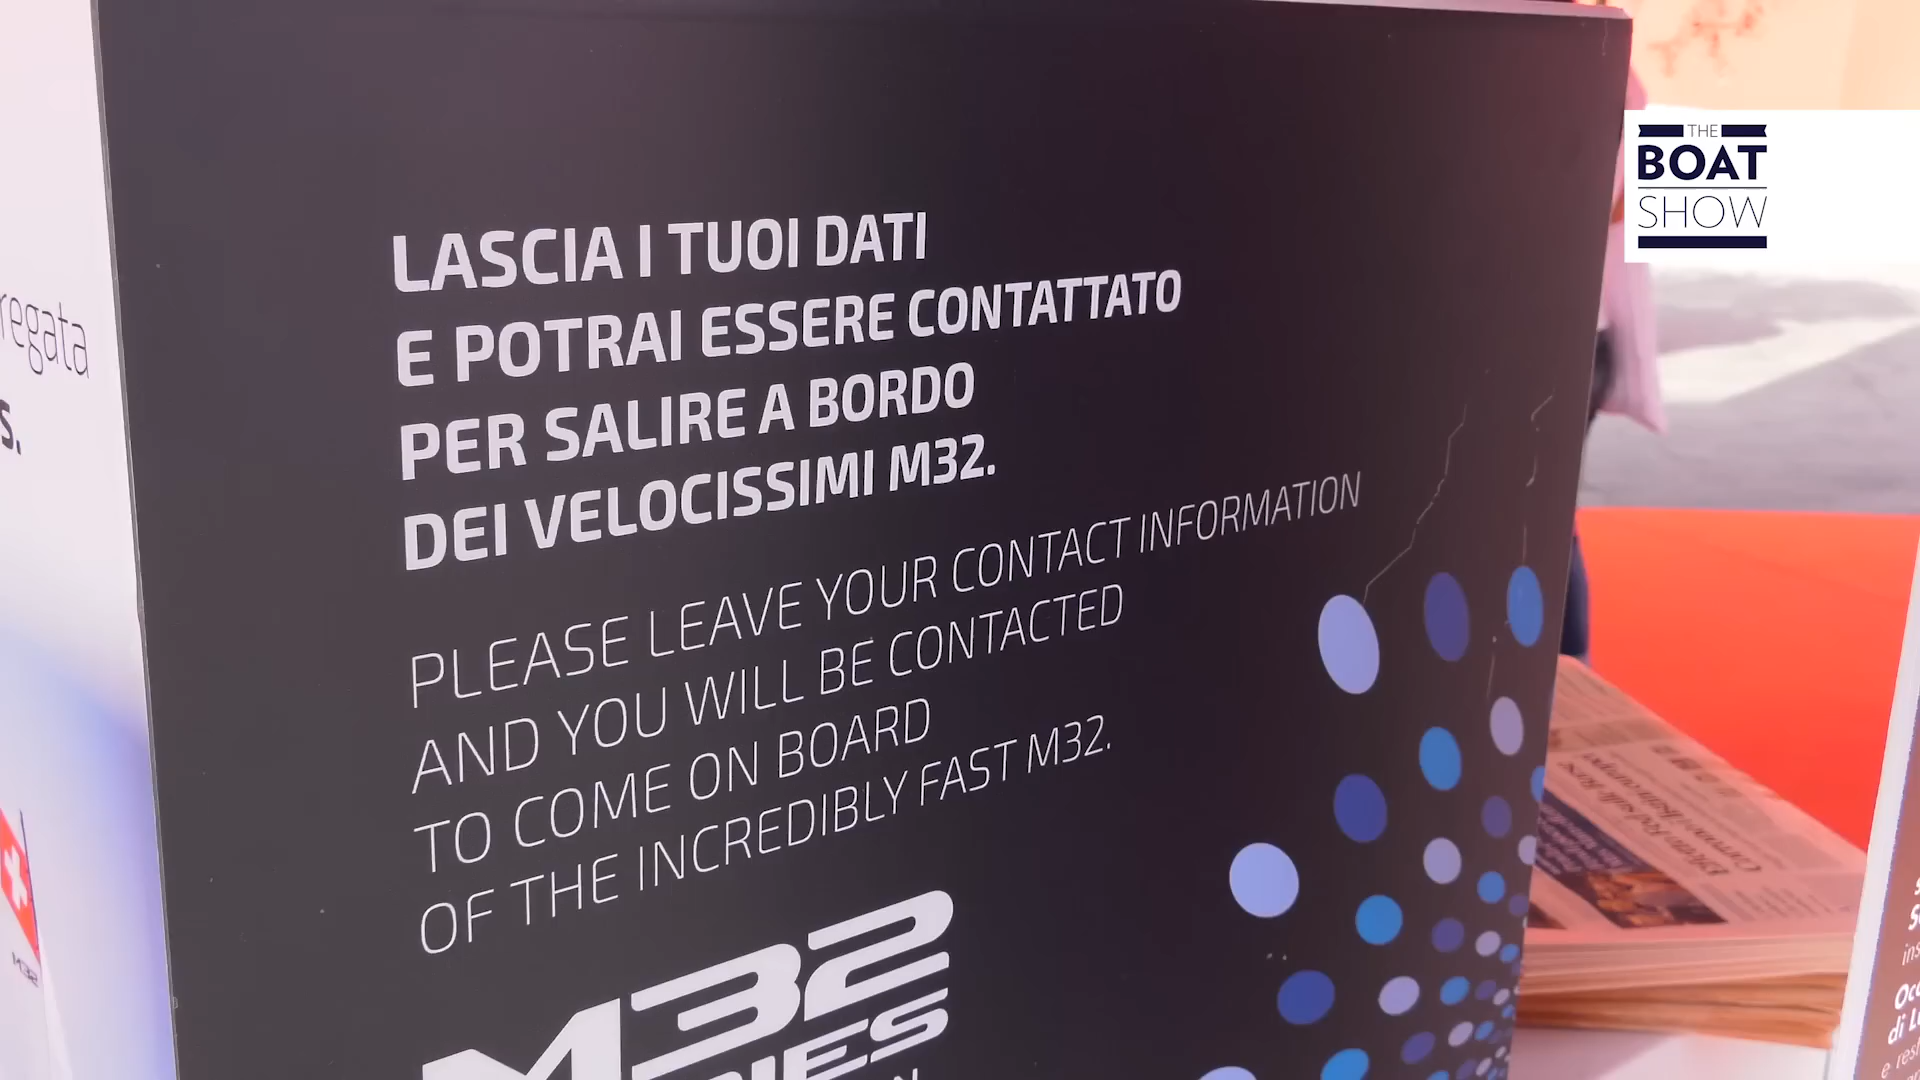 THE
BOAT
SHOW
regata
s.
LASCIA I TUOI DATI
E POTRAI ESSERE CONTATTATO
PER SALIRE A BORDO
DEI VELOCISSIMI M32.
PLEASE LEAVE YOUR CONTACT INFORMATION
AND YOU WILL BE CONTACTED
TO COME ON BOARD
OF THE INCREDIBLY FAST M32.
M32
M32